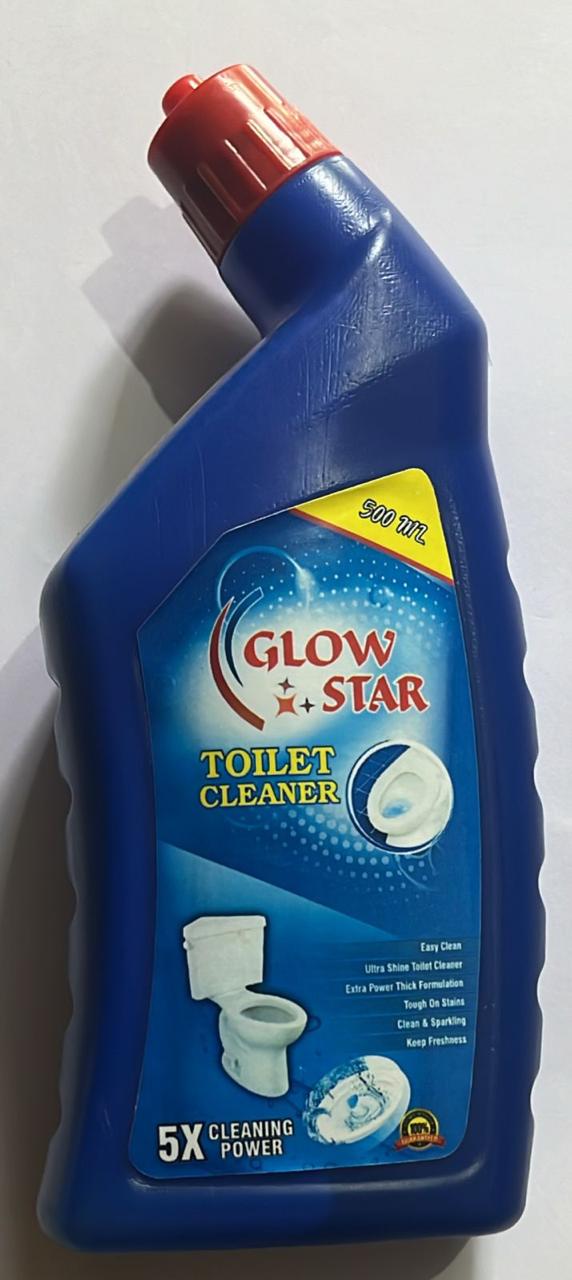 500 ML
GLOW
STAR
TOILET
CLEANER
Easy Clean
Ultra Shine Toilet Cleaner
Extra Power Thick Formulation
Tough On Stains
Clean & Sparkling
Keep Freshness
5X CLEANING
POWER
100%